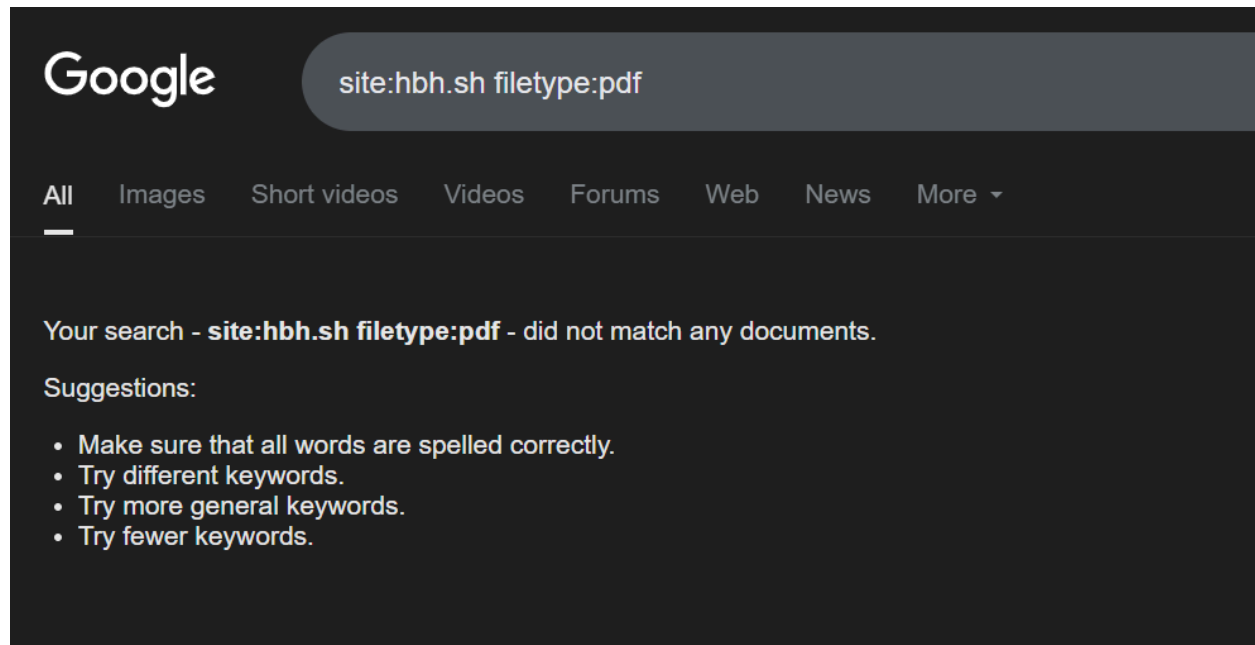 Google
site:hbh.sh filetype:pdf
All Images Short videos Videos Forums Web News More
Your search - site:hbh.sh filetype:pdf - did not match any documents.
Suggestions:
• Make sure that all words are spelled correctly.
• Try different keywords.
• Try more general keywords.
• Try fewer keywords.